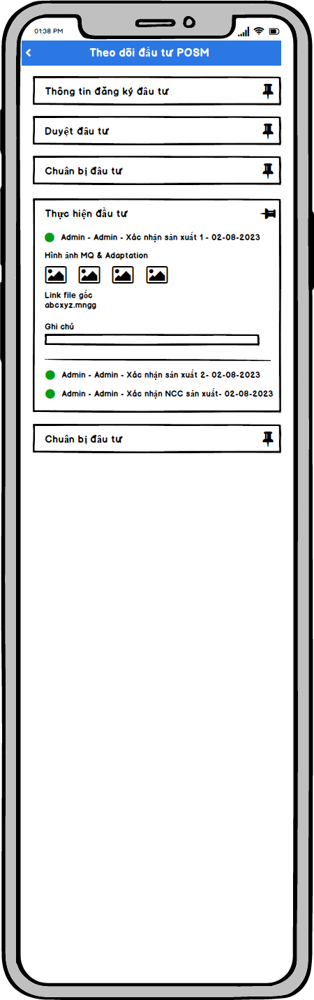 01:38 PM
Theo dõi đầu tư POSM
Thông tin đăng ký đầu tư
Duyệt đầu tư
Chuẩn bị đầu tư
Thực hiện đầu tư
Admin - Admin - Xác nhận sản xuất 1 - 02-08-2023
Hình ảnh MQ & Adaptation
Link file gốc
abcxyz.mngg
Ghi chú
Admin - Admin - Xác nhận sản xuất 2- 02-08-2023
Admin - Admin - Xác nhận NCC sản xuất- 02-08-2023
Chuẩn bị đầu tư